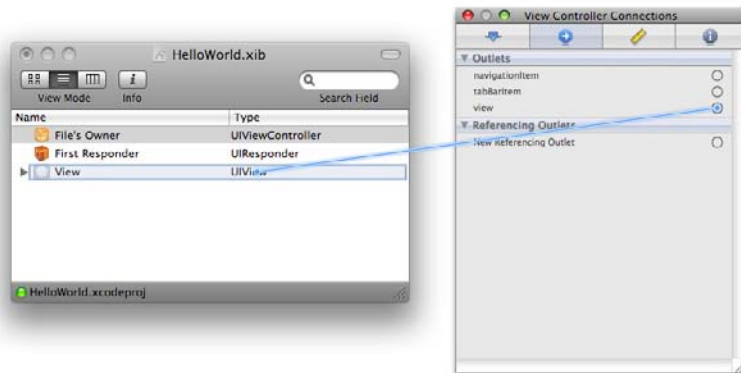 HelloWorld.xib
View Mode
Info
Search Field
Name
Type
File's Owner
UIViewController
First Responder
UIResponder
View
UIView
HelloWorld.xcodeproj
View Controller Connections
Outlets
navigationItem
tabBarItem
view
Referencing Outlets
New Referencing Outlet